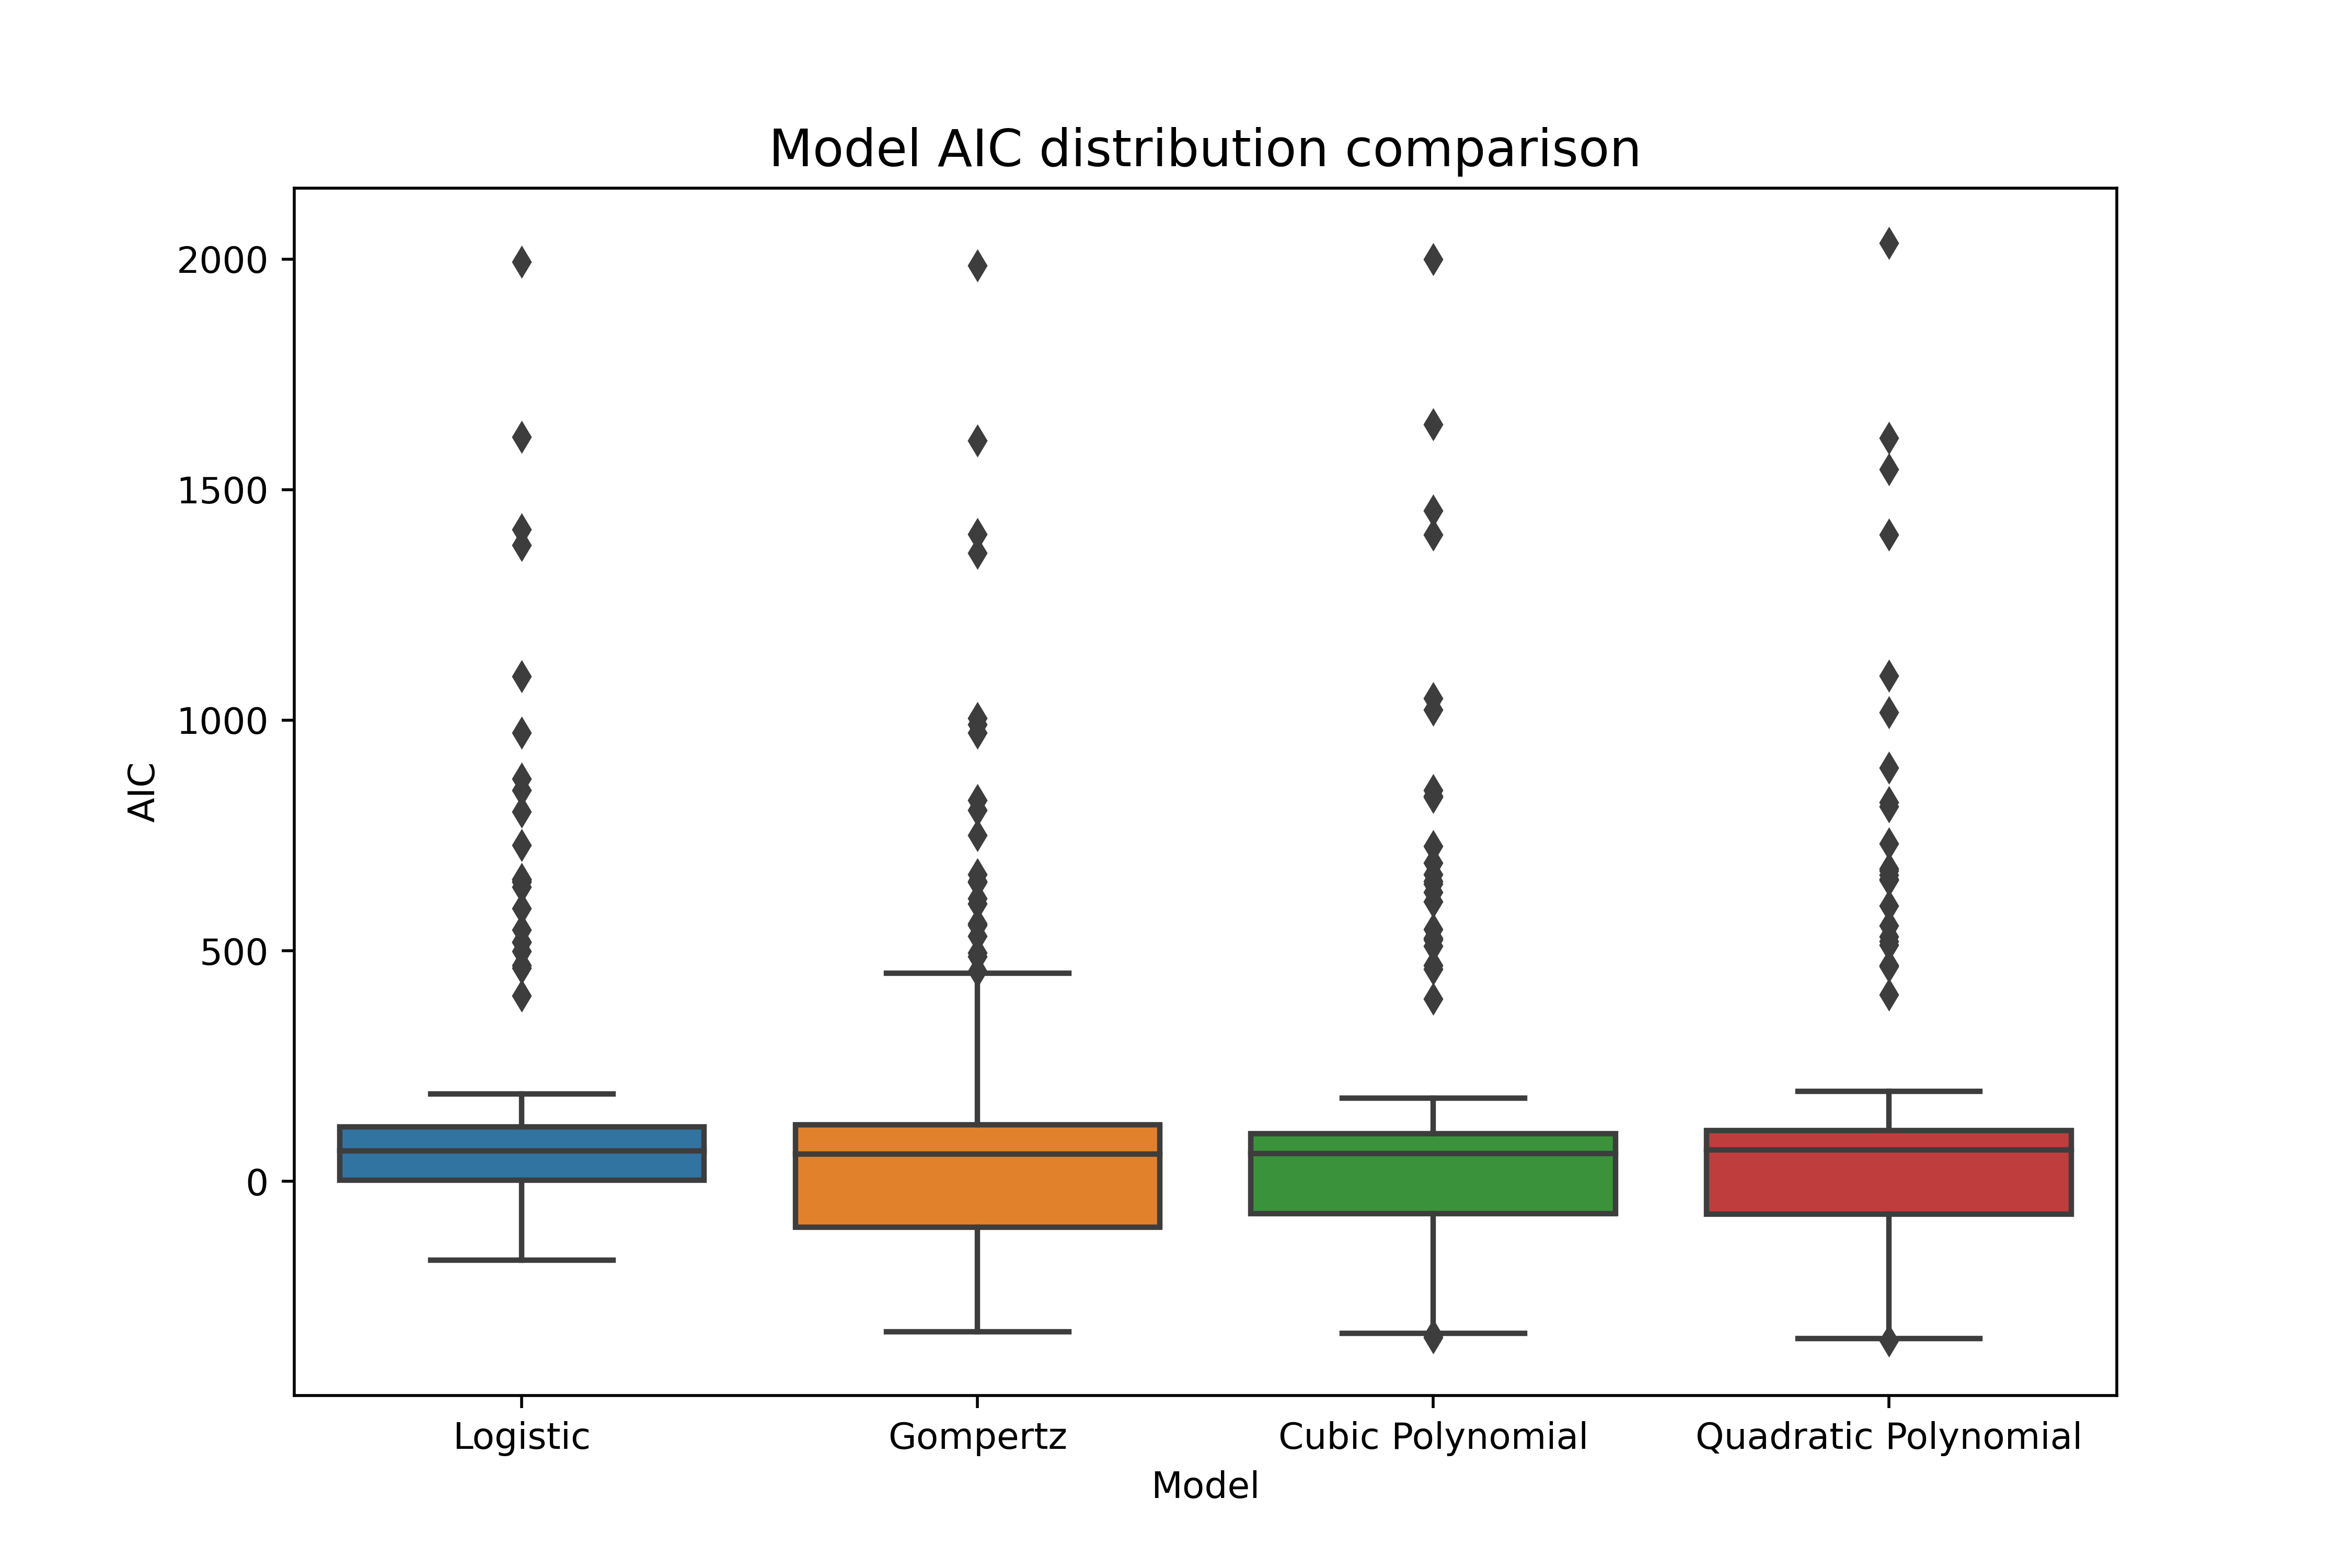 Model AIC distribution comparison
2000
1500
1000
500
0
AIC
Logistic
Gompertz
Cubic Polynomial
Quadratic Polynomial
Model